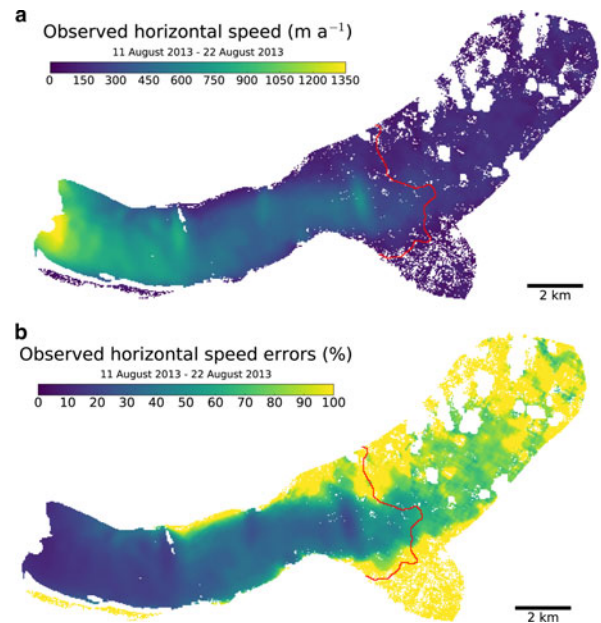 a
Observed horizontal speed (m a⁻¹)
11 August 2013 - 22 August 2013
0 150 300 450 600 750 900 1050 1200 1350
2 km
b
Observed horizontal speed errors (%)
11 August 2013 - 22 August 2013
0 10 20 30 40 50 60 70 80 90 100
2 km